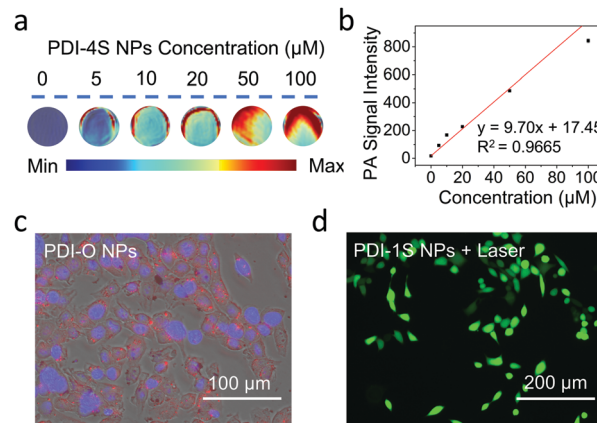 a
PDI-4S NPs Concentration (μM)
0 5 10 20 50 100
Min Max
b
PA Signal Intensity
800
600
400
200
0
y = 9.70x + 17.45
R² = 0.9665
0 20 40 60 80 100
Concentration (μM)
c
PDI-O NPs
100 μm
d
PDI-1S NPs + Laser
200 μm